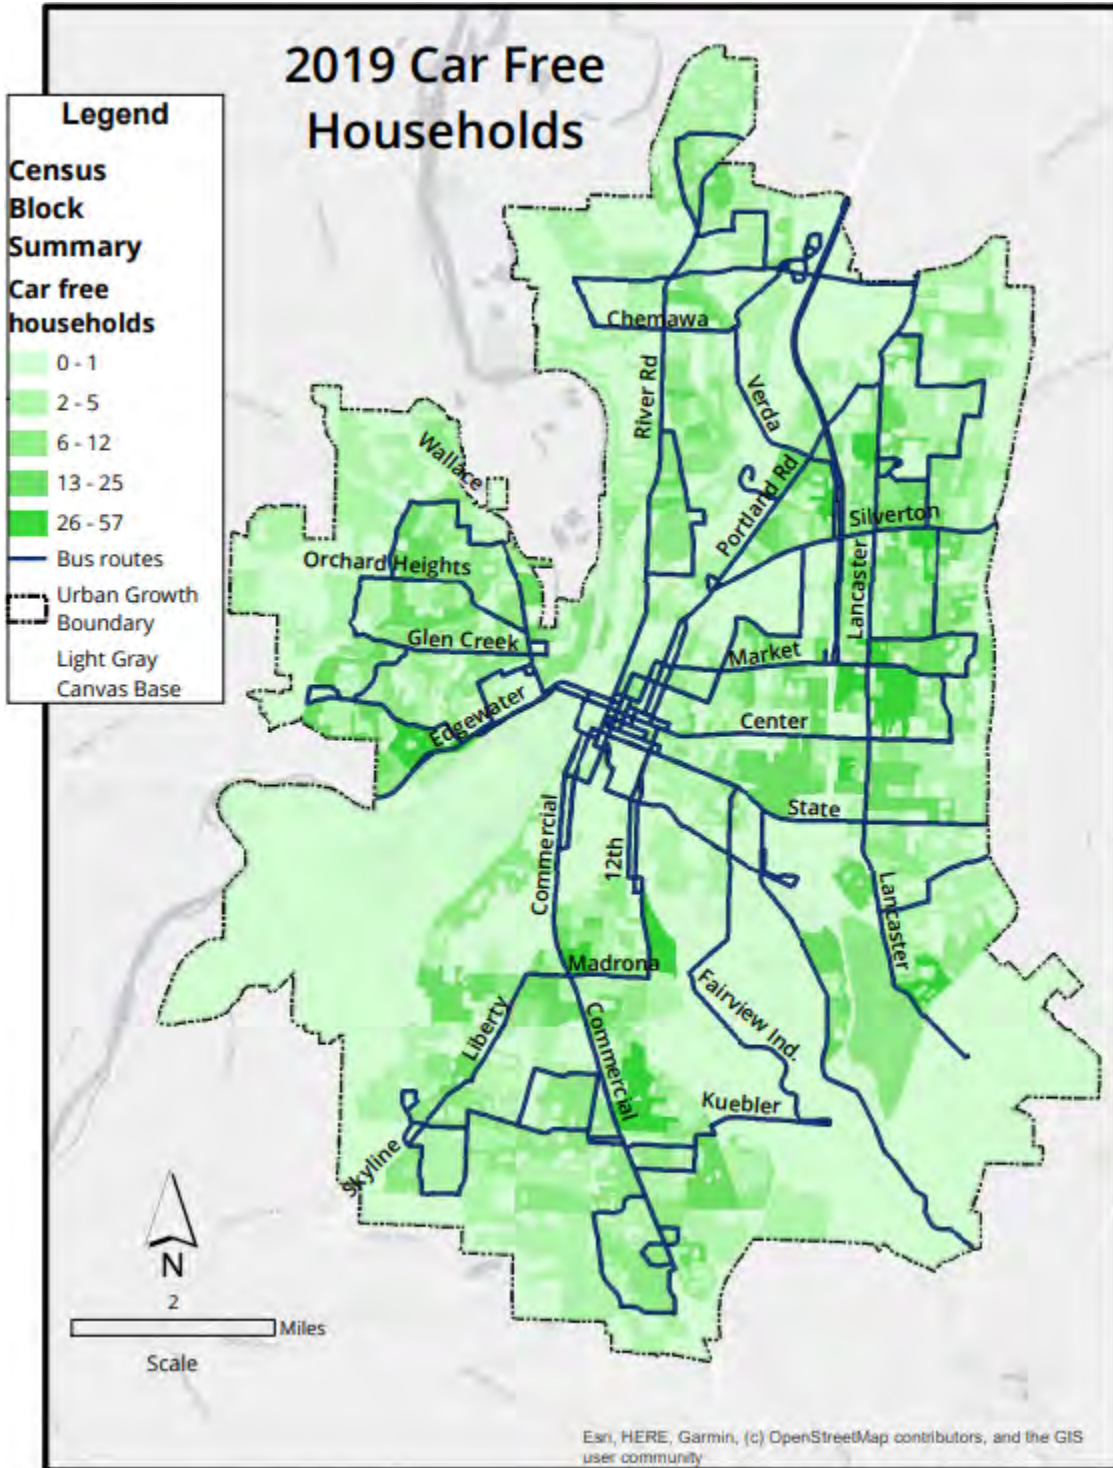 2019 Car Free
Households
Legend
Census
Block
Summary
Car free
households
0 - 1
2 - 5
6 - 12
13 - 25
26 - 57
Bus routes
Urban Growth
Boundary
Light Gray
Canvas Base
Chemawa
River Rd
Verda
Wallace
Portland Rd
Silverton
Orchard Heights
Lancaster
Glen Creek
Market
Edgewater
Center
State
Commercial
12th
Lancaster
Madrona
Fairview Ind.
Liberty
Commercial
Kuebler
Skyline
N
2
Miles
Scale
Esri, HERE, Garmin, (c) OpenStreetMap contributors, and the GIS
user community